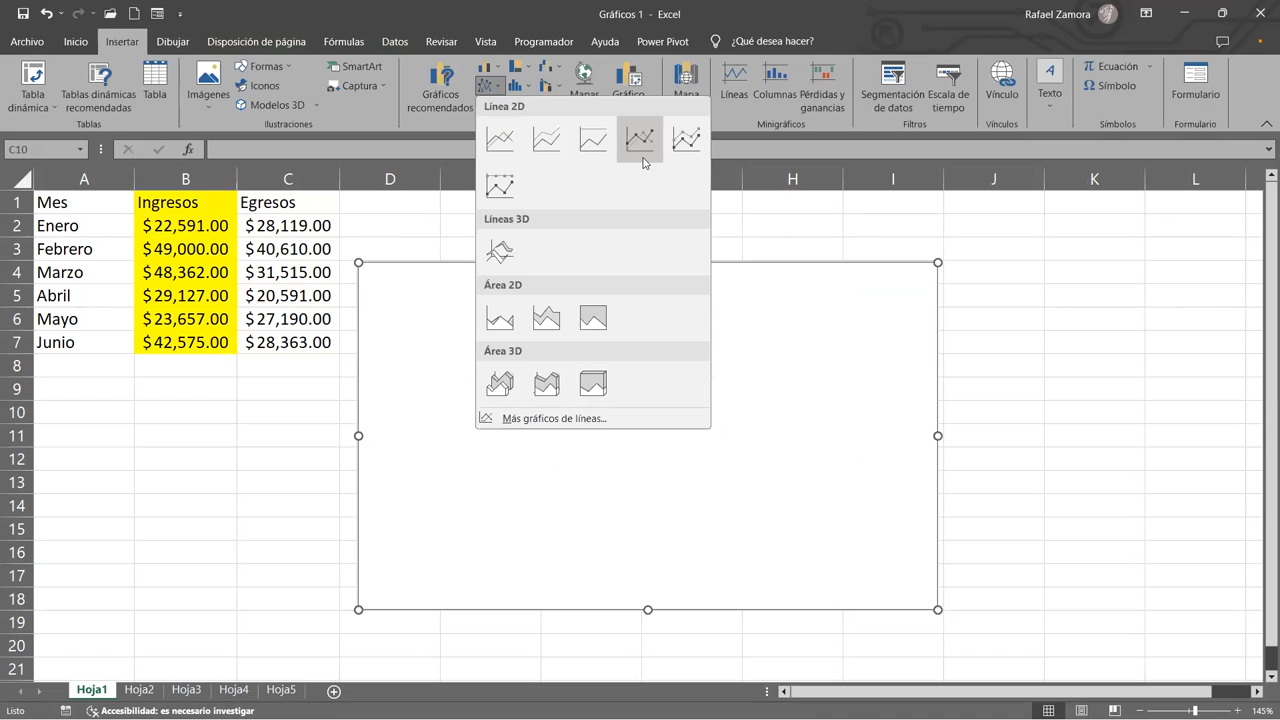 Gráficos 1 - Excel
Rafael Zamora
Archivo
Inicio
Insertar
Dibujar
Disposición de página
Fórmulas
Datos
Revisar
Vista
Programador
Ayuda
Power Pivot
¿Qué desea hacer?
Tabla
dinámica
Tablas dinámicas
recomendadas
Tabla
Tablas
Imágenes
Formas
Iconos
Modelos 3D
SmartArt
Captura
Ilustraciones
Gráficos
recomendados
Mapas
Gráfico
Mapa
Líneas
Columnas
Pérdidas y
ganancias
Minigráficos
Segmentación
de datos
Escala de
tiempo
Filtros
Vínculo
Vínculos
Texto
Ecuación
Símbolo
Símbolos
Formulario
Formulario
C10
fx
Línea 2D
Líneas 3D
Área 2D
Área 3D
Más gráficos de líneas...
A B C D H I J K L
1 Mes Ingresos Egresos
2 Enero $22,591.00 $28,119.00
3 Febrero $49,000.00 $40,610.00
4 Marzo $48,362.00 $31,515.00
5 Abril $29,127.00 $20,591.00
6 Mayo $23,657.00 $27,190.00
7 Junio $42,575.00 $28,363.00
8
9
10
11
12
13
14
15
16
17
18
19
20
21
Hoja1 Hoja2 Hoja3 Hoja4 Hoja5
Listo
Accesibilidad: es necesario investigar
145%